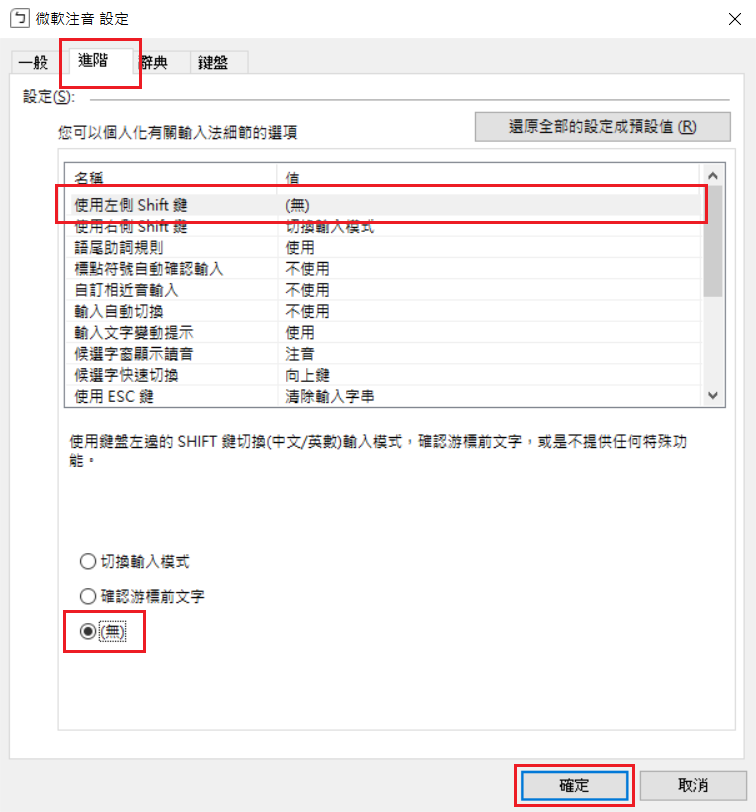 微軟注音 設定
一般 進階 辭典 鍵盤
設定(S):
您可以個人化有關輸入法細節的選項 還原全部的設定成預設值 (R)
名稱 值
使用左側 Shift 鍵 (無)
使用右側 Shift 鍵 切換輸入模式
語尾助詞規則 使用
標點符號自動確認輸入 不使用
自訂相近音輸入 不使用
輸入自動切換 不使用
輸入文字變動提示 使用
候選字窗顯示讀音 注音
候選字快速切換 向上鍵
使用 ESC 鍵 清除輸入字串
使用鍵盤左邊的 SHIFT 鍵切換(中文/英數)輸入模式，確認游標前文字，或是不提供任何特殊功
能。
切換輸入模式
確認游標前文字
(無)
確定 取消